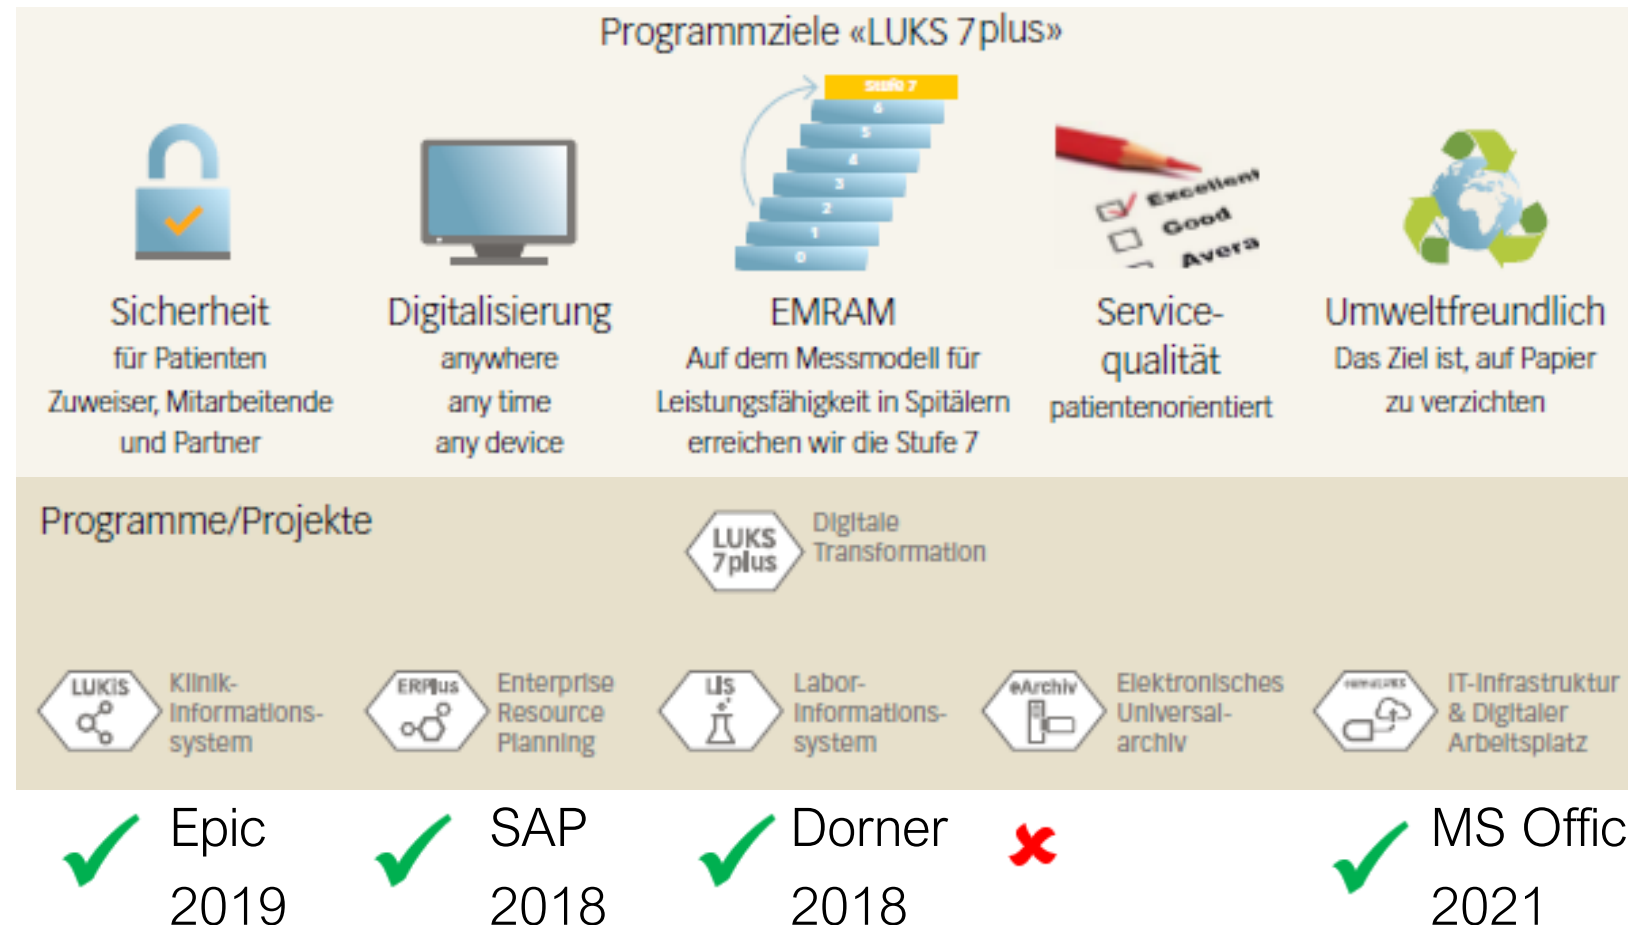 Programmziele «LUKS 7plus»
Stufe 7
6
5
4
3
2
1
0
Excellent
Good
Avera
Sicherheit
für Patienten
Zuweiser, Mitarbeitende
und Partner
Digitalisierung
anywhere
any time
any device
EMRAM
Auf dem Messmodell für
Leistungsfähigkeit in Spitälern
erreichen wir die Stufe 7
Service-
qualität
patientenorientiert
Umweltfreundlich
Das Ziel ist, auf Papier
zu verzichten
Programme/Projekte
LUKS
7plus
Digitale
Transformation
LUKiS
Klinik-
Informations-
system
ERPlus
Enterprise
Resource
Planning
LIS
Labor-
Informations-
system
eArchiv
Elektronisches
Universal-
archiv
IT-Infrastruktur
& Digitaler
Arbeitsplatz
Epic
2019
SAP
2018
Dorner
2018
MS Offic
2021